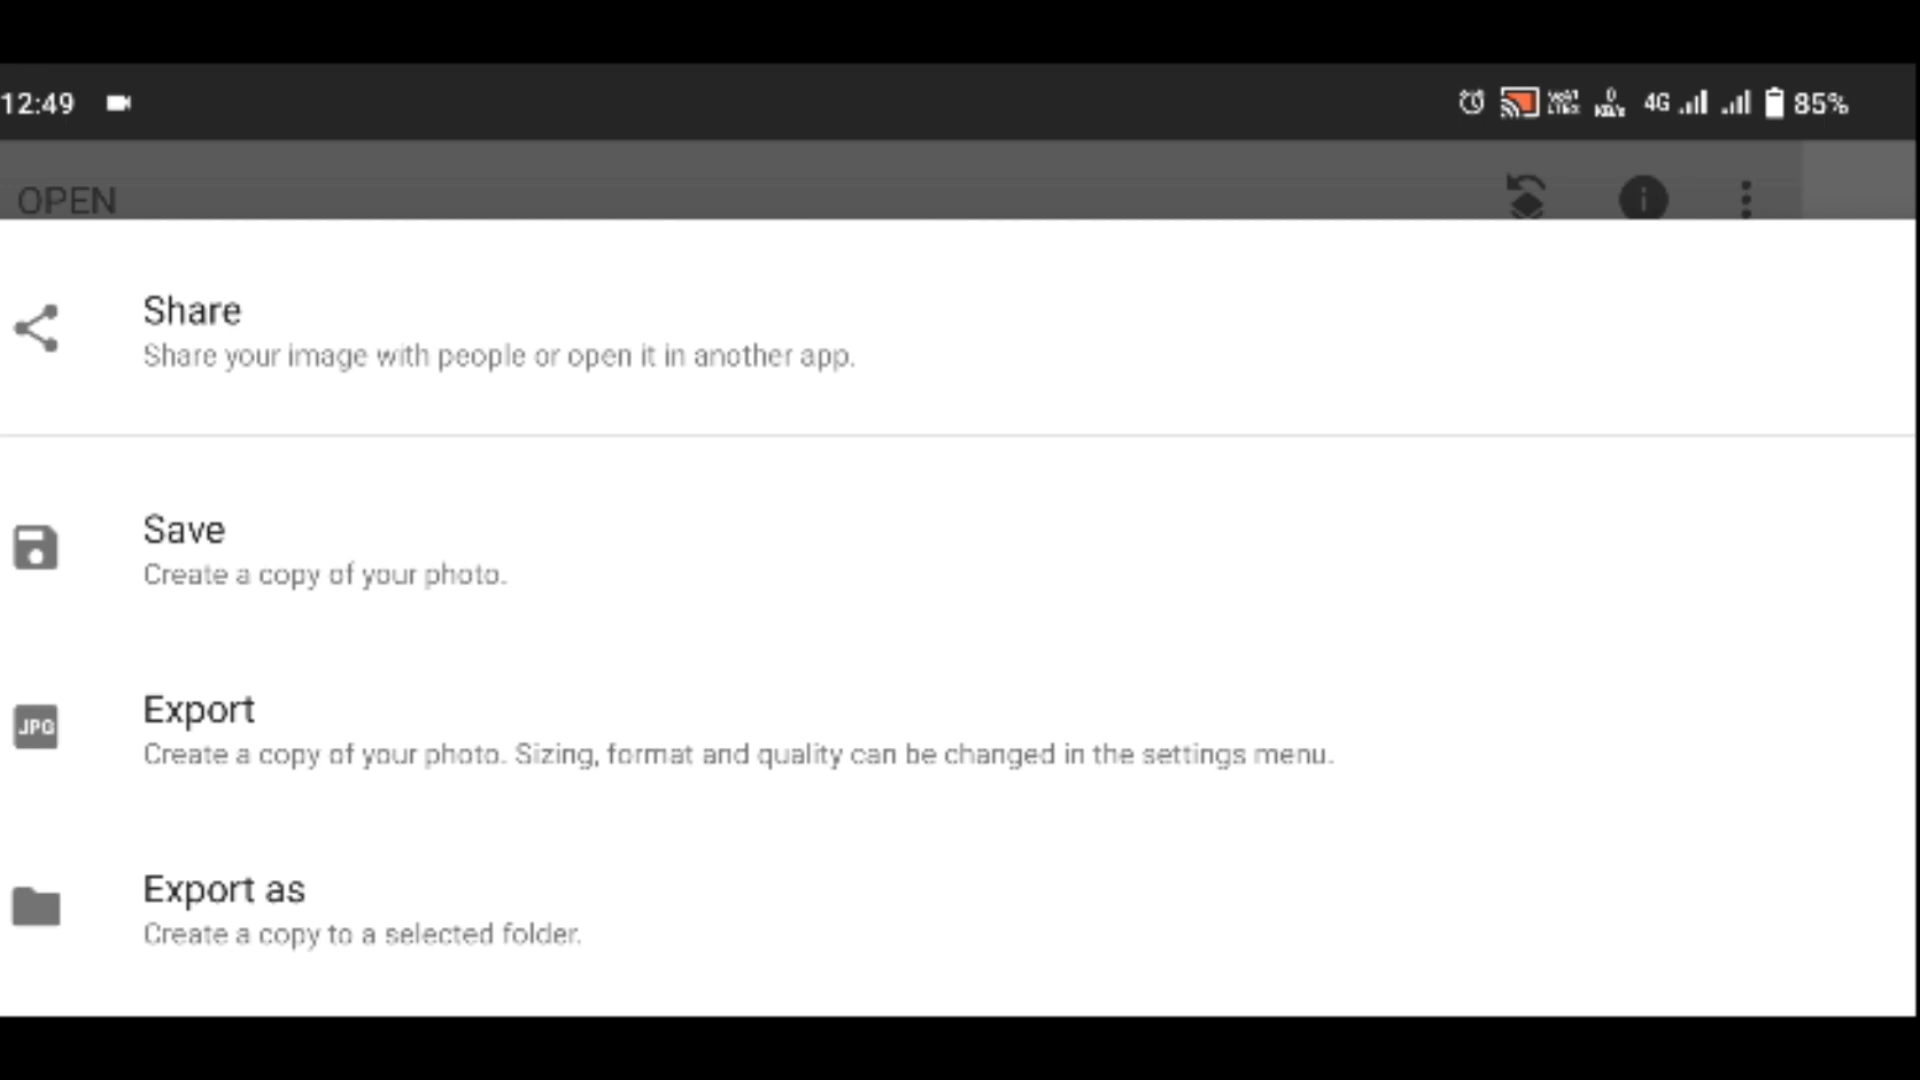 12:49
4G 85%
OPEN
Share
Share your image with people or open it in another app.
Save
Create a copy of your photo.
JPG
Export
Create a copy of your photo. Sizing, format and quality can be changed in the settings menu.
Export as
Create a copy to a selected folder.